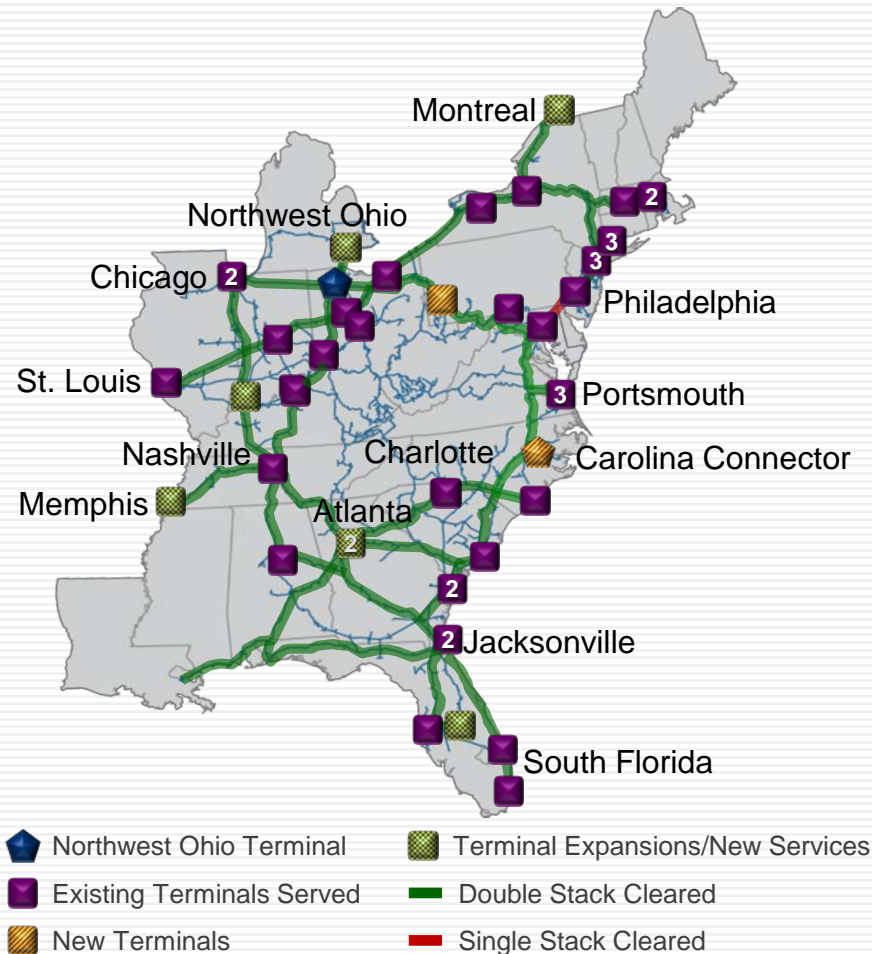 Montreal
2
Northwest Ohio
3
Chicago
2
3
Philadelphia
St. Louis
3
Portsmouth
Nashville
Charlotte
Carolina Connector
Memphis
Atlanta
2
2
2
Jacksonville
South Florida
Northwest Ohio Terminal
Terminal Expansions/New Services
Existing Terminals Served
Double Stack Cleared
New Terminals
Single Stack Cleared